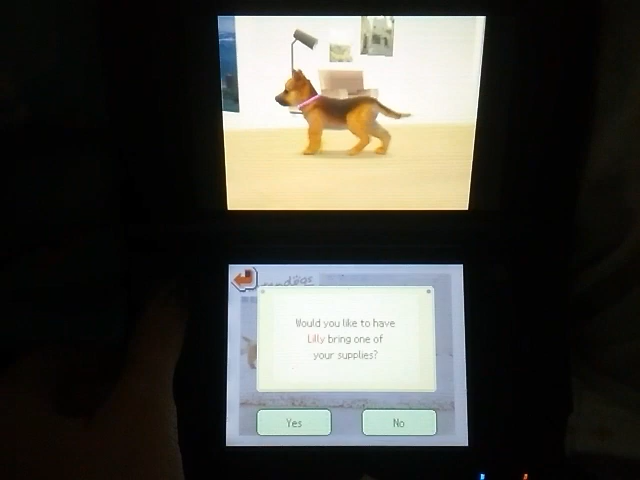 Would you like to have
Lilly bring one of
your supplies?
Yes
No